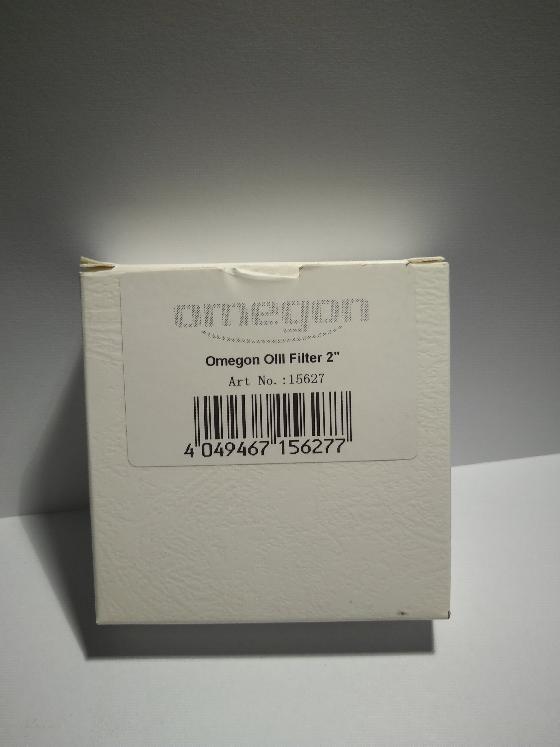 omegon
Omegon OIII Filter 2"
Art No.:15627
4 049467 156277